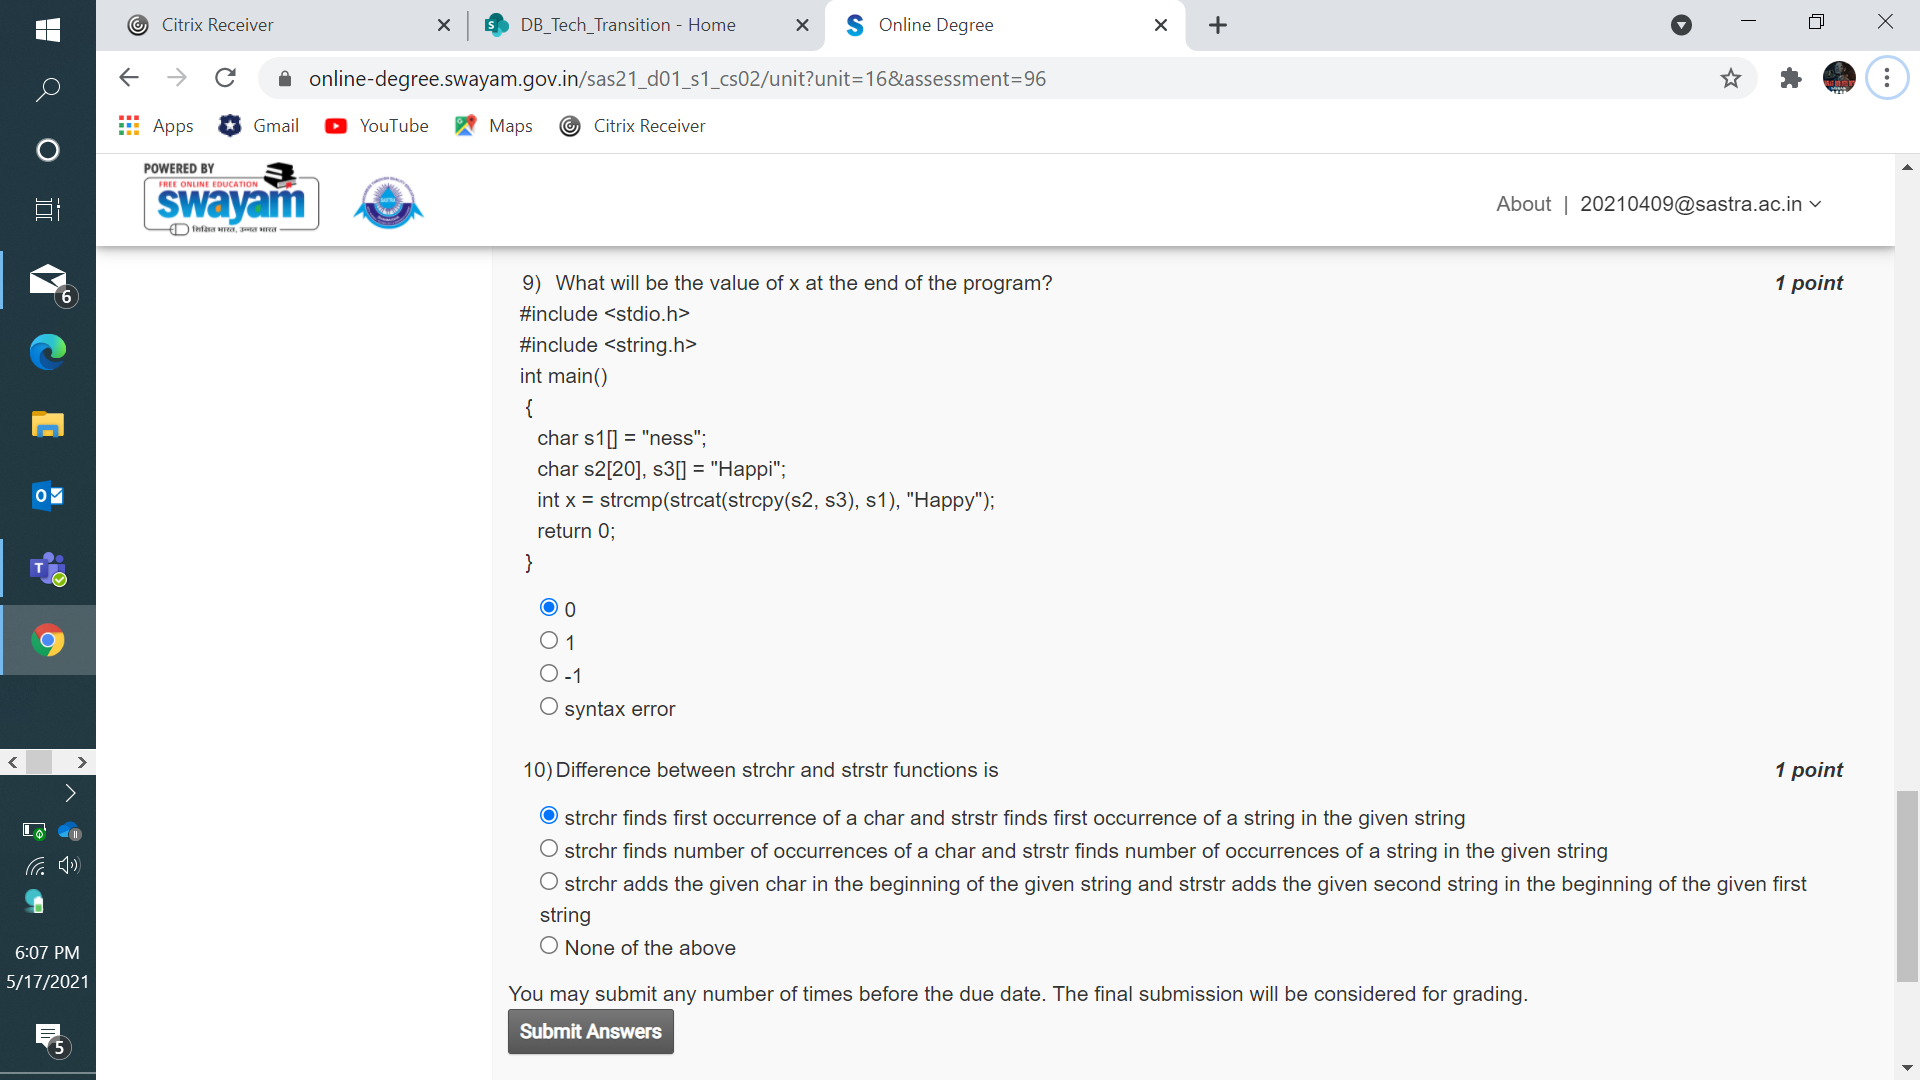 Citrix Receiver
DB_Tech_Transition - Home
Online Degree
online-degree.swayam.gov.in/sas21_d01_s1_cs02/unit?unit=16&assessment=96
Apps
Gmail
YouTube
Maps
Citrix Receiver
POWERED BY
FREE ONLINE EDUCATION
swayam
शिक्षित भारत, उन्नत भारत
About | 20210409@sastra.ac.in
9) What will be the value of x at the end of the program?
1 point
#include <stdio.h>
#include <string.h>
int main()
{
char s1[] = "ness";
char s2[20], s3[] = "Happi";
int x = strcmp(strcat(strcpy(s2, s3), s1), "Happy");
return 0;
}
0
1
-1
syntax error
10) Difference between strchr and strstr functions is
1 point
strchr finds first occurrence of a char and strstr finds first occurrence of a string in the given string
strchr finds number of occurrences of a char and strstr finds number of occurrences of a string in the given string
strchr adds the given char in the beginning of the given string and strstr adds the given second string in the beginning of the given first
string
None of the above
You may submit any number of times before the due date. The final submission will be considered for grading.
Submit Answers
6
6:07 PM
5/17/2021
5